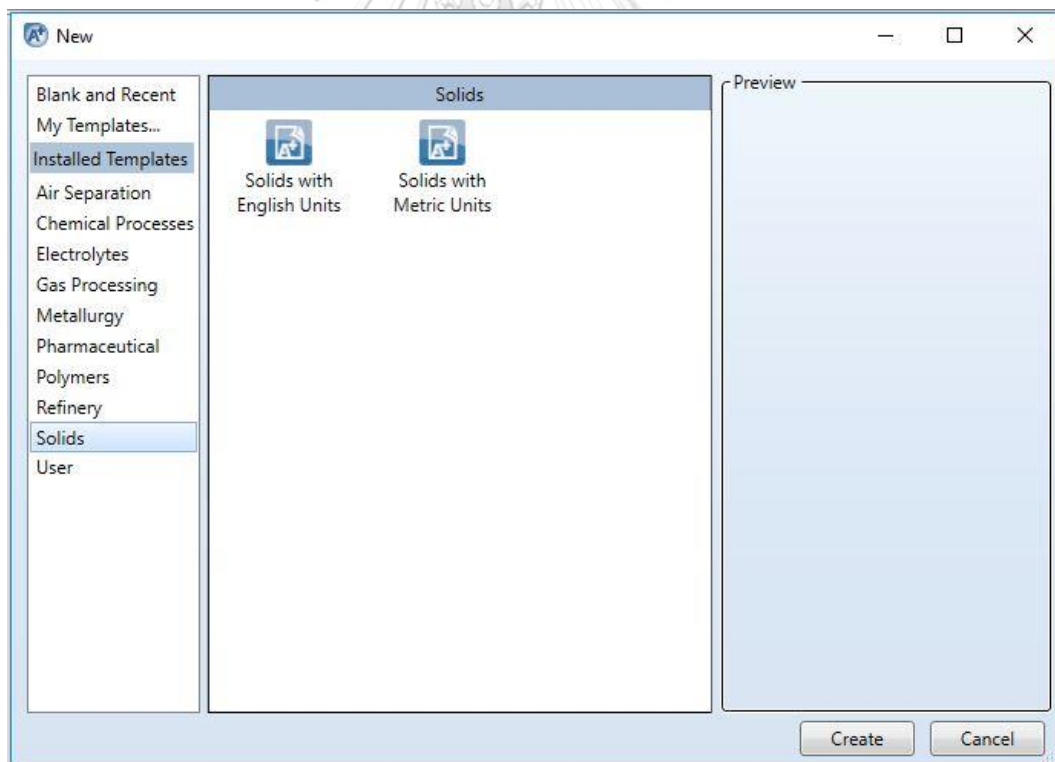 New
Blank and Recent
My Templates...
Installed Templates
Air Separation
Chemical Processes
Electrolytes
Gas Processing
Metallurgy
Pharmaceutical
Polymers
Refinery
Solids
User
Solids
Solids with
English Units
Solids with
Metric Units
Preview
Create
Cancel